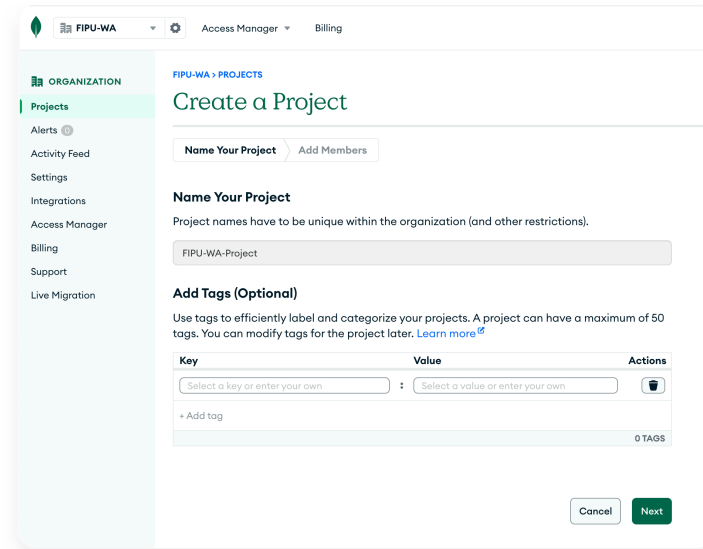 FIPU-WA
Access Manager
Billing
ORGANIZATION
Projects
Alerts 0
Activity Feed
Settings
Integrations
Access Manager
Billing
Support
Live Migration
FIPU-WA > PROJECTS
Create a Project
Name Your Project
Add Members
Name Your Project
Project names have to be unique within the organization (and other restrictions).
FIPU-WA-Project
Add Tags (Optional)
Use tags to efficiently label and categorize your projects. A project can have a maximum of 50
tags. You can modify tags for the project later. Learn more
Key Value Actions
Select a key or enter your own : Select a value or enter your own
+ Add tag
0 TAGS
Cancel Next